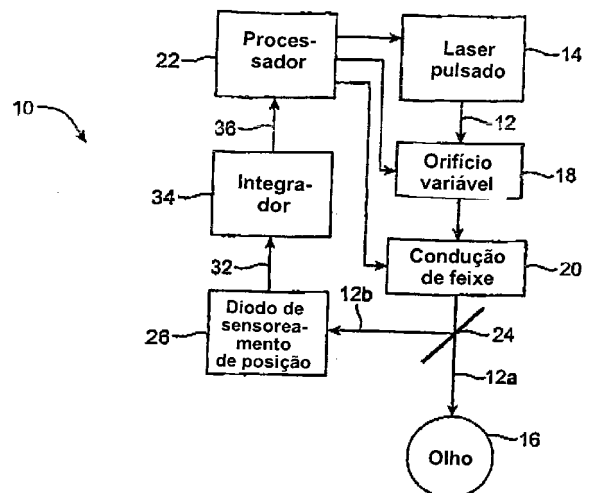 Proces-
sador
22
Laser
pulsado
14
10
12
36
Orifício
variável
18
Integra-
dor
34
Condução
de feixe
20
32
12b
Diodo de
sensorea-
mento
de posição
26
24
12a
Olho
16